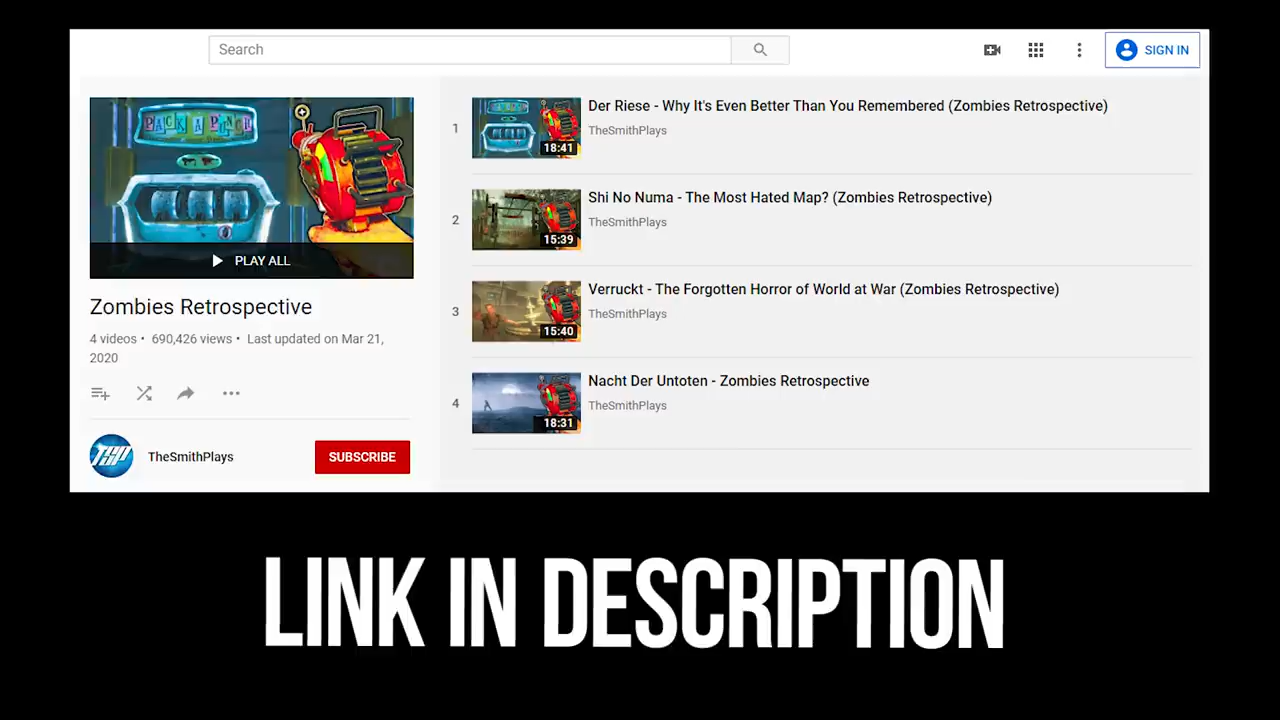 Search
SIGN IN
PACK A PUNCH
PLAY ALL
Zombies Retrospective
4 videos • 690,426 views • Last updated on Mar 21,
2020
TSP
TheSmithPlays
SUBSCRIBE
1
Der Riese - Why It's Even Better Than You Remembered (Zombies Retrospective)
TheSmithPlays
18:41
2
Shi No Numa - The Most Hated Map? (Zombies Retrospective)
TheSmithPlays
15:39
3
Verruckt - The Forgotten Horror of World at War (Zombies Retrospective)
TheSmithPlays
15:40
4
Nacht Der Untoten - Zombies Retrospective
TheSmithPlays
18:31
LINK IN DESCRIPTION